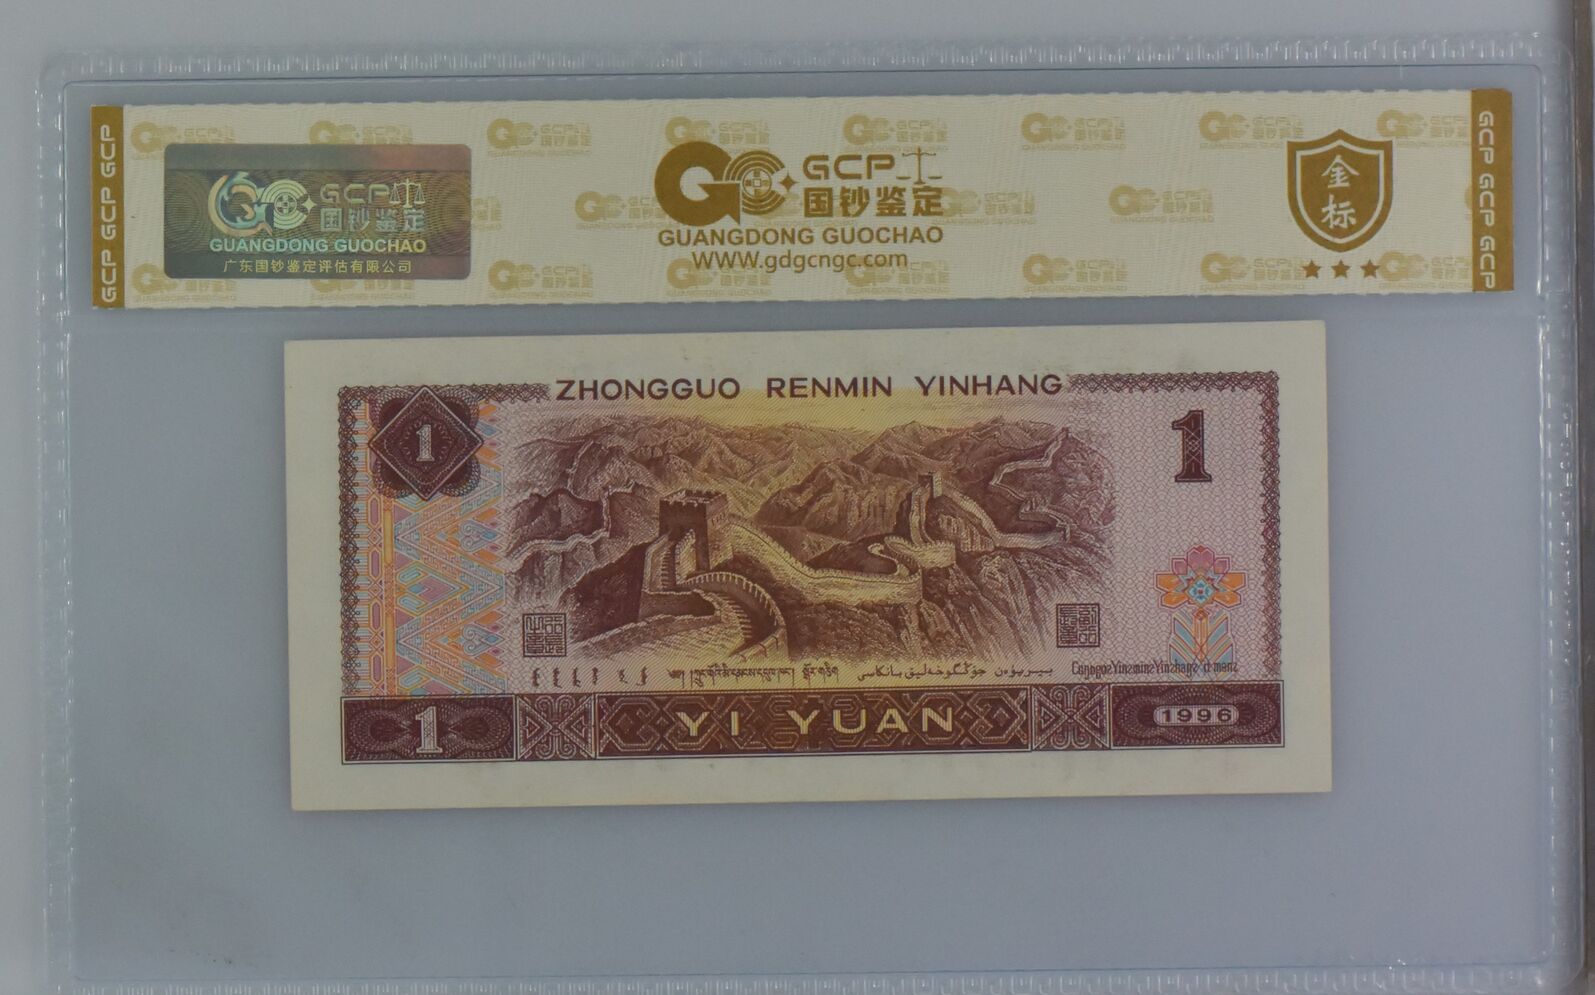 GCP GCP GCP
GCP
国钞鉴定
GUANGDONG GUOCHAO
广东国钞鉴定评估有限公司
GCP
国钞鉴定
GUANGDONG GUOCHAO
WWW.gdgcngc.com
金
标
GCP GCP GCP
ZHONGGUO RENMIN YINHANG
1
1
1
YI YUAN
1996